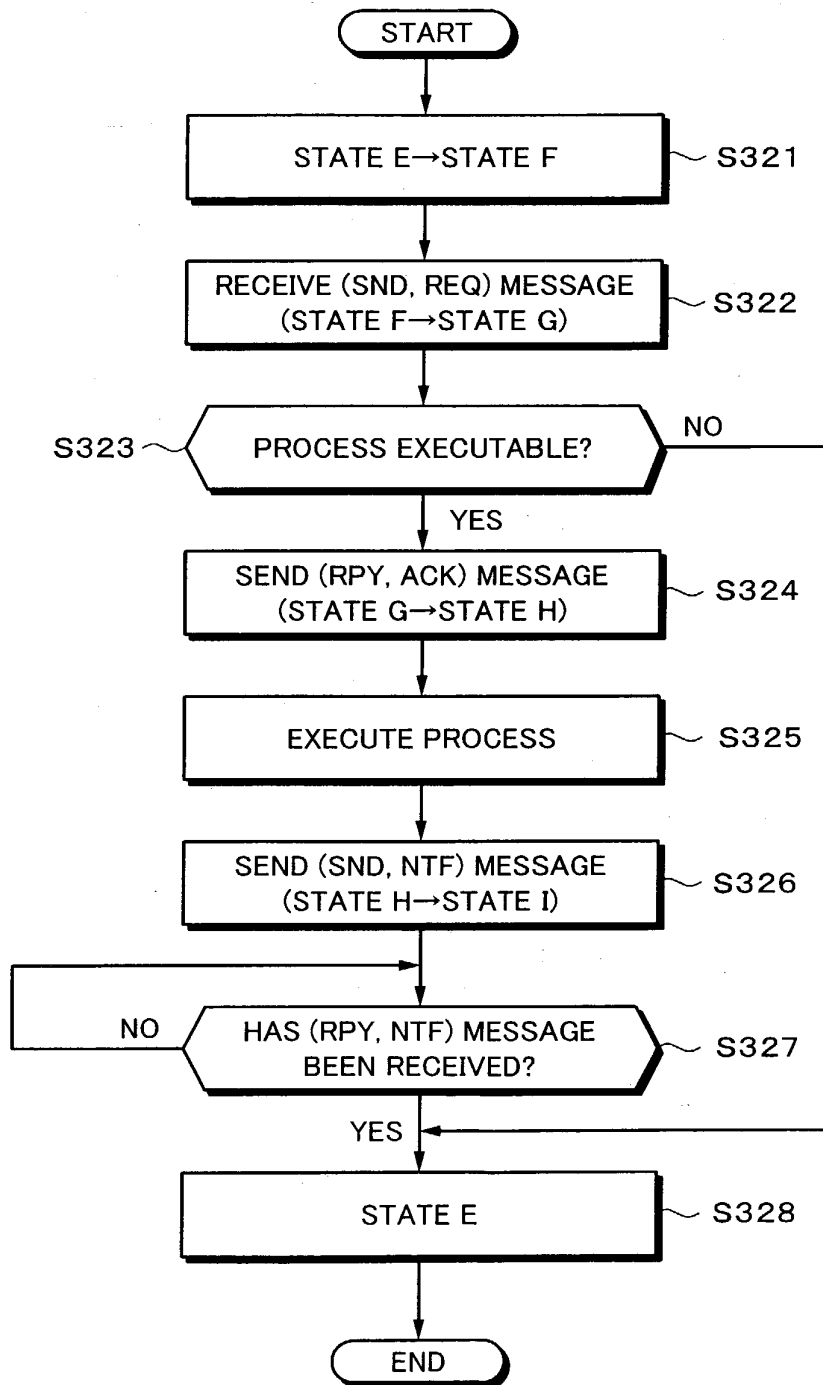 START
STATE E→STATE F
S321
RECEIVE (SND, REQ) MESSAGE
(STATE F→STATE G)
S322
S323
PROCESS EXECUTABLE?
NO
YES
SEND (RPY, ACK) MESSAGE
(STATE G→STATE H)
S324
EXECUTE PROCESS
S325
SEND (SND, NTF) MESSAGE
(STATE H→STATE I)
S326
NO
HAS (RPY, NTF) MESSAGE
BEEN RECEIVED?
S327
YES
STATE E
S328
END